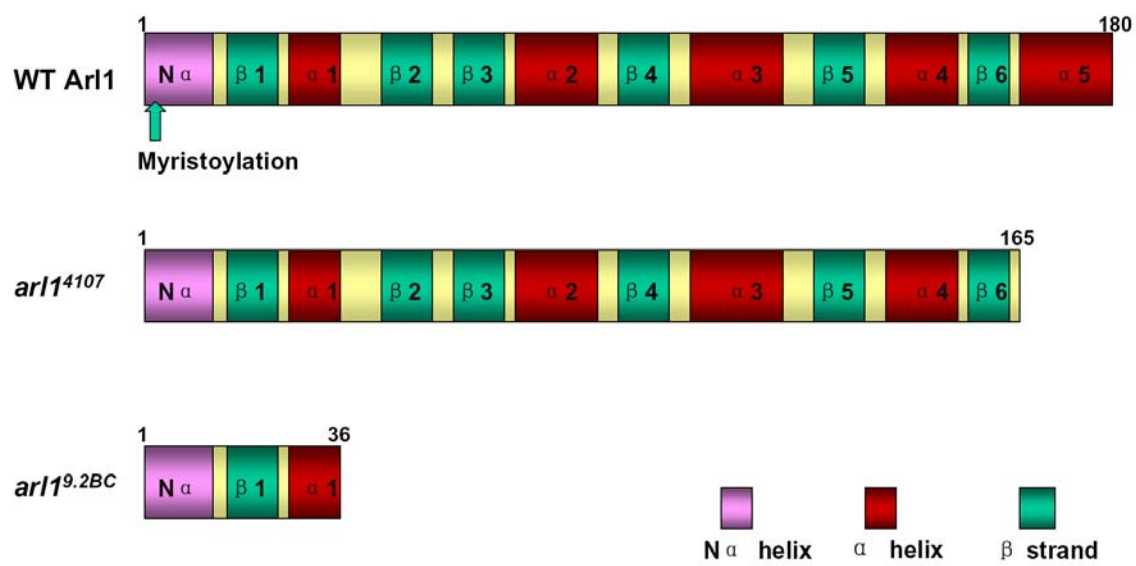 1 180
WT Arl1 N α β 1 α 1 β 2 β 3 α 2 β 4 α 3 β 5 α 4 β 6 α 5
Myristoylation
1 165
arl1^4107 N α β 1 α 1 β 2 β 3 α 2 β 4 α 3 β 5 α 4 β 6
1 36
arl1^9.2BC N α β 1 α 1
N α helix α helix β strand